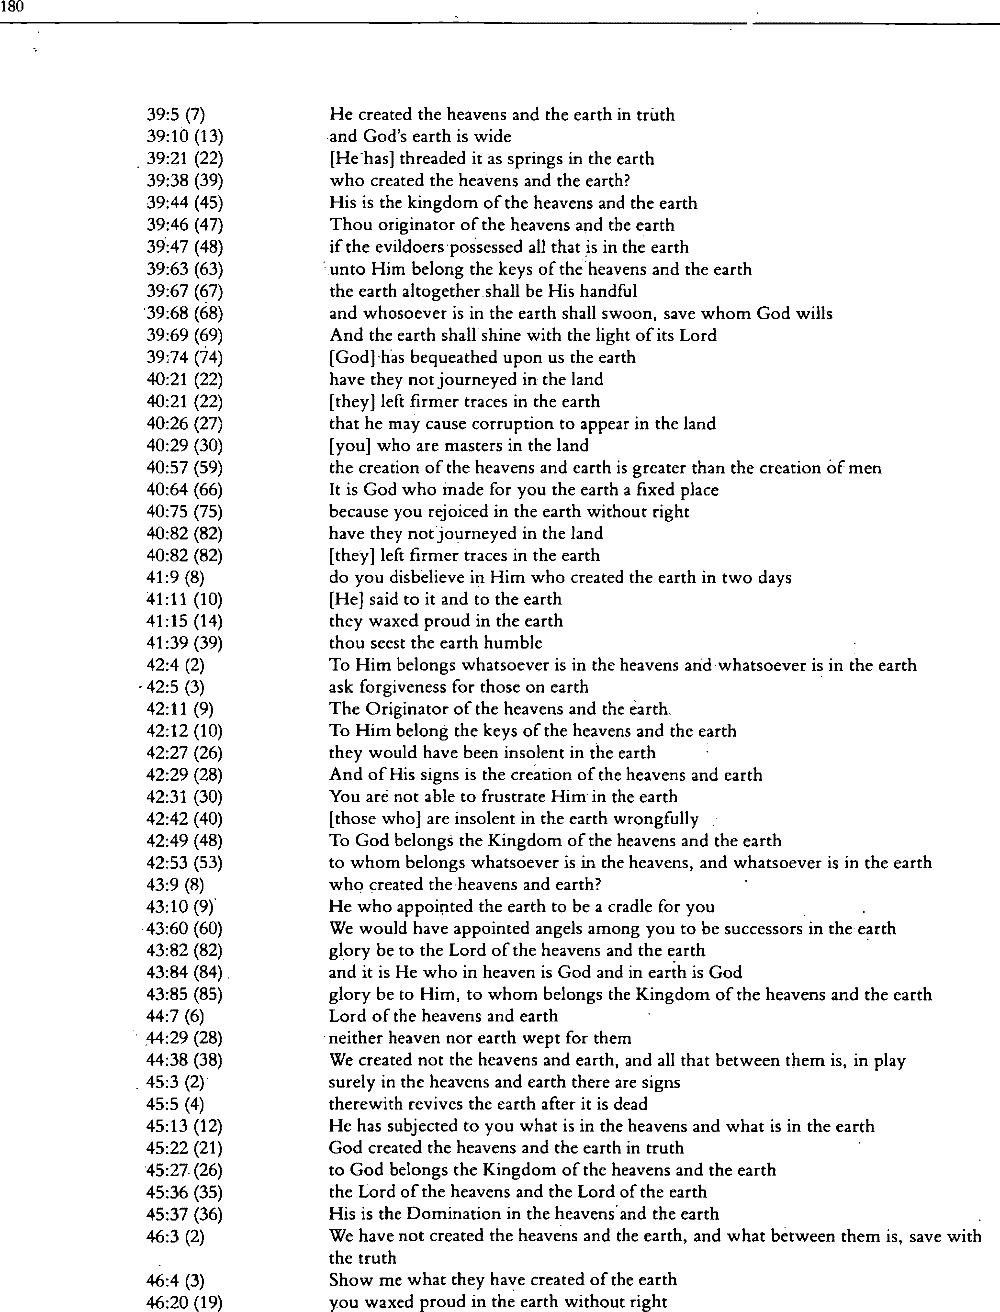 180
39:5 (7) He created the heavens and the earth in truth
39:10 (13) and God's earth is wide
39:21 (22) [He has] threaded it as springs in the earth
39:38 (39) who created the heavens and the earth?
39:44 (45) His is the kingdom of the heavens and the earth
39:46 (47) Thou originator of the heavens and the earth
39:47 (48) if the evildoers possessed all that is in the earth
39:63 (63) unto Him belong the keys of the heavens and the earth
39:67 (67) the earth altogether shall be His handful
39:68 (68) and whosoever is in the earth shall swoon, save whom God wills
39:69 (69) And the earth shall shine with the light of its Lord
39:74 (74) [God] has bequeathed upon us the earth
40:21 (22) have they not journeyed in the land
40:21 (22) [they] left firmer traces in the earth
40:26 (27) that he may cause corruption to appear in the land
40:29 (30) [you] who are masters in the land
40:57 (59) the creation of the heavens and earth is greater than the creation of men
40:64 (66) It is God who made for you the earth a fixed place
40:75 (75) because you rejoiced in the earth without right
40:82 (82) have they not journeyed in the land
40:82 (82) [they] left firmer traces in the earth
41:9 (8) do you disbelieve in Him who created the earth in two days
41:11 (10) [He] said to it and to the earth
41:15 (14) they waxed proud in the earth
41:39 (39) thou seest the earth humble
42:4 (2) To Him belongs whatsoever is in the heavens and whatsoever is in the earth
42:5 (3) ask forgiveness for those on earth
42:11 (9) The Originator of the heavens and the earth
42:12 (10) To Him belong the keys of the heavens and the earth
42:27 (26) they would have been insolent in the earth
42:29 (28) And of His signs is the creation of the heavens and earth
42:31 (30) You are not able to frustrate Him in the earth
42:42 (40) [those who] are insolent in the earth wrongfully
42:49 (48) To God belongs the Kingdom of the heavens and the earth
42:53 (53) to whom belongs whatsoever is in the heavens, and whatsoever is in the earth
43:9 (8) who created the heavens and earth?
43:10 (9) He who appointed the earth to be a cradle for you
43:60 (60) We would have appointed angels among you to be successors in the earth
43:82 (82) glory be to the Lord of the heavens and the earth
43:84 (84) and it is He who in heaven is God and in earth is God
43:85 (85) glory be to Him, to whom belongs the Kingdom of the heavens and the earth
44:7 (6) Lord of the heavens and earth
44:29 (28) neither heaven nor earth wept for them
44:38 (38) We created not the heavens and earth, and all that between them is, in play
45:3 (2) surely in the heavens and earth there are signs
45:5 (4) therewith revives the earth after it is dead
45:13 (12) He has subjected to you what is in the heavens and what is in the earth
45:22 (21) God created the heavens and the earth in truth
45:27 (26) to God belongs the Kingdom of the heavens and the earth
45:36 (35) the Lord of the heavens and the Lord of the earth
45:37 (36) His is the Domination in the heavens and the earth
46:3 (2) We have not created the heavens and the earth, and what between them is, save with
the truth
46:4 (3) Show me what they have created of the earth
46:20 (19) you waxed proud in the earth without right